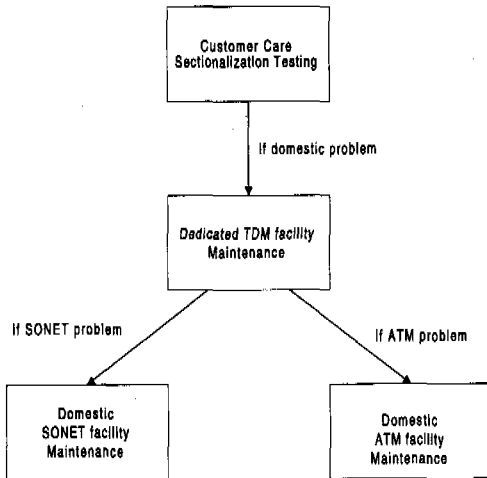 Customer Care
Sectionalization Testing
If domestic problem
Dedicated TDM facility
Maintenance
If SONET problem
If ATM problem
Domestic
SONET facility
Maintenance
Domestic
ATM facility
Maintenance